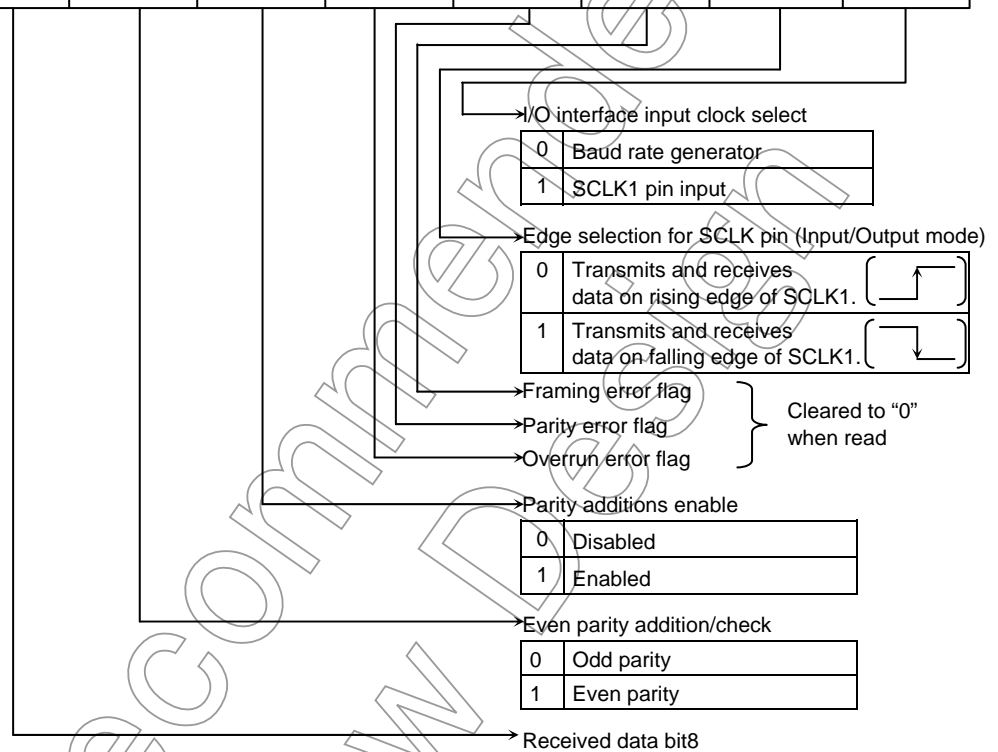 I/O interface input clock select
0 Baud rate generator
1 SCLK1 pin input
Edge selection for SCLK pin (Input/Output mode)
0 Transmits and receives
data on rising edge of SCLK1.
1 Transmits and receives
data on falling edge of SCLK1.
Framing error flag
Parity error flag
Overrun error flag
Cleared to “0”
when read
Parity additions enable
0 Disabled
1 Enabled
Even parity addition/check
0 Odd parity
1 Even parity
Received data bit8
ecommende
w Design